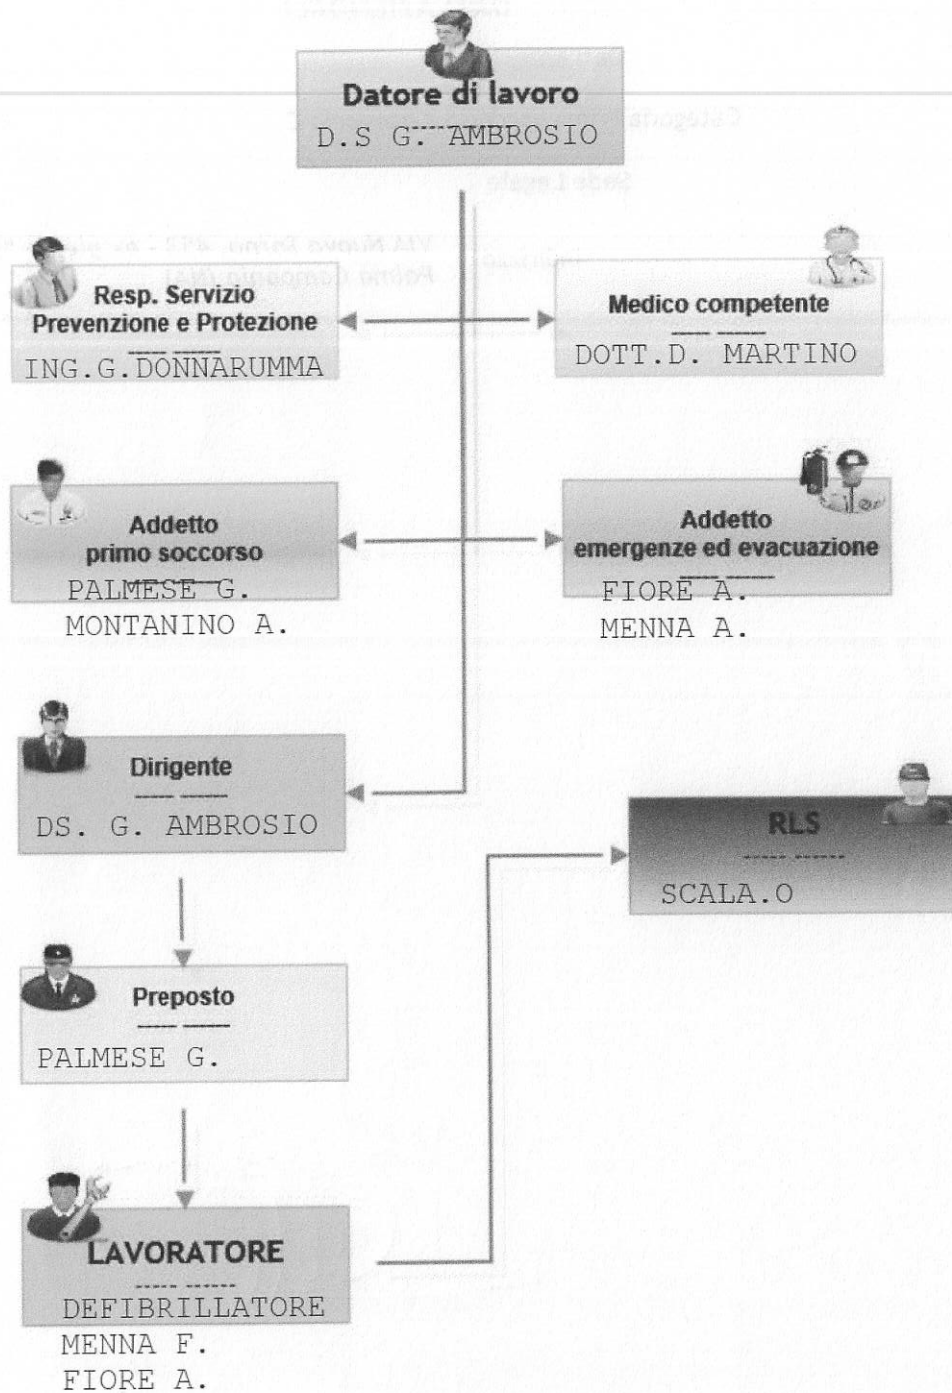 Datore di lavoro
D.S G. AMBROSIO
Resp. Servizio
Prevenzione e Protezione
ING.G.DONNARUMMA
Medico competente
DOTT.D. MARTINO
Addetto
primo soccorso
PALMESE G.
MONTANINO A.
Addetto
emergenze ed evacuazione
FIORE A.
MENNA A.
Dirigente
DS. G. AMBROSIO
RLS
SCALA.O
Preposto
PALMESE G.
LAVORATORE
DEFIBRILLATORE
MENNA F.
FIORE A.